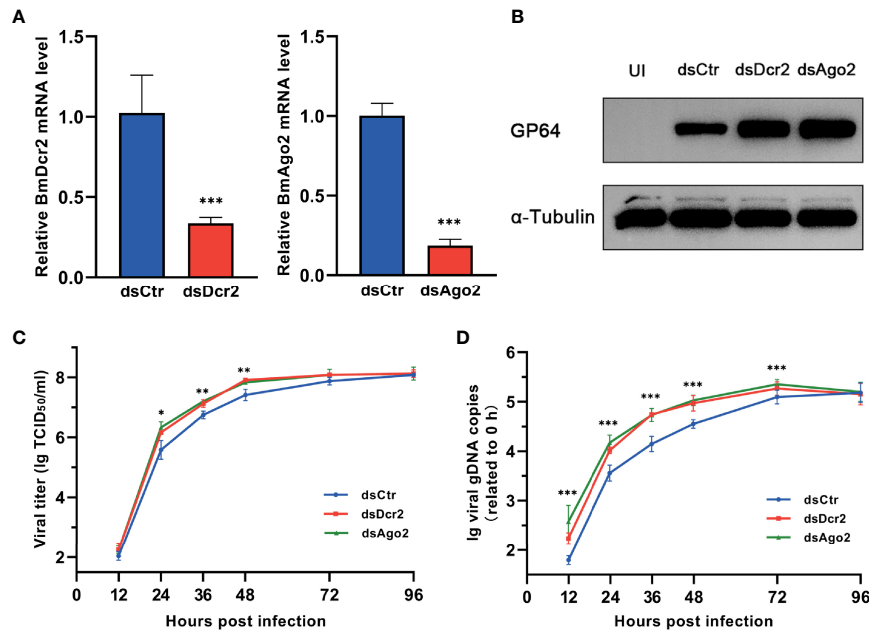 A
Relative BmDcr2 mRNA level
1.5
1.0
0.5
0.0
***
dsCtr dsDcr2
Relative BmAgo2 mRNA level
1.5
1.0
0.5
0.0
***
dsCtr dsAgo2
B
UI dsCtr dsDcr2 dsAgo2
GP64
α-Tubulin
C
Viral titer (lg TCID50/ml)
8
6
4
2
* ** **
dsCtr
dsDcr2
dsAgo2
0 12 24 36 48 72 96
Hours post infection
D
lg viral gDNA copies
(related to 0 h)
6
5
4
3
2
*** *** *** *** ***
dsCtr
dsDcr2
dsAgo2
0 12 24 36 48 72 96
Hours post infection